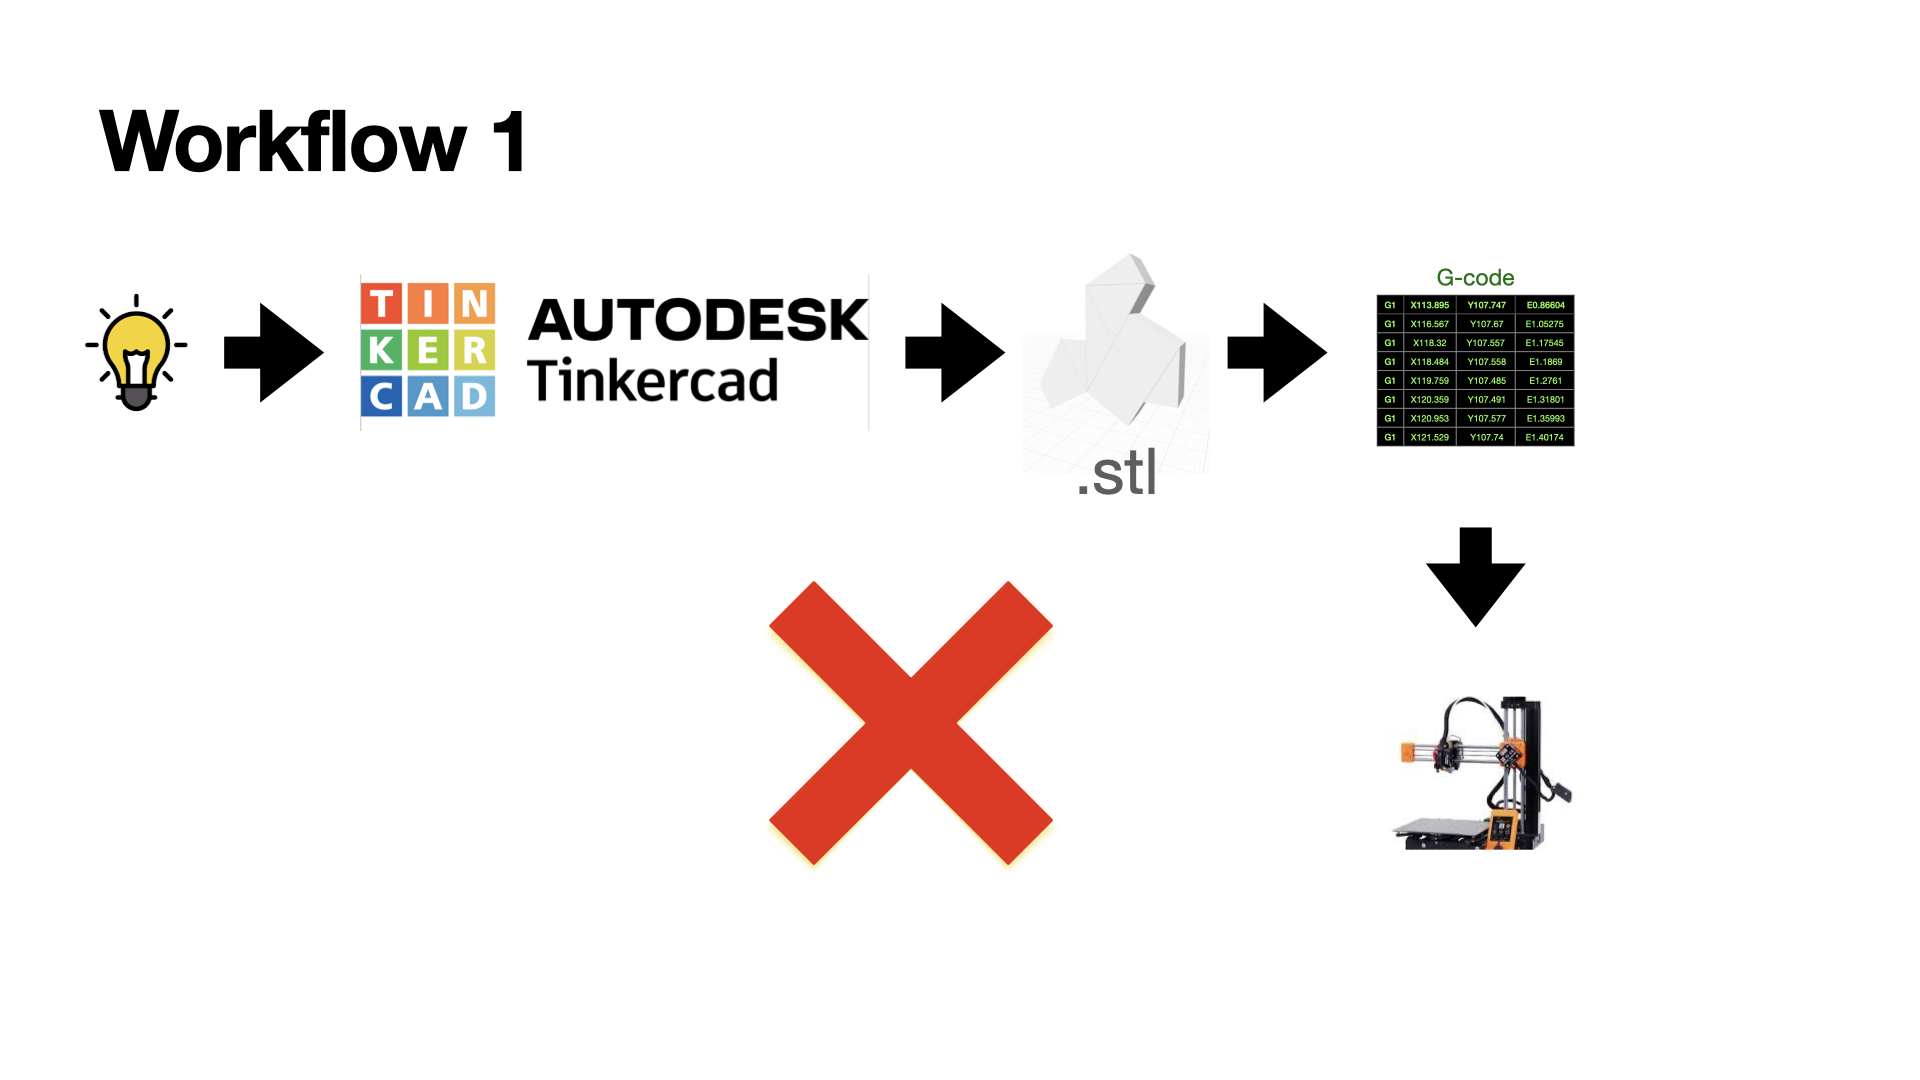 Workflow 1
TIN
KER
CAD
AUTODESK
Tinkercad
.stl
G-code
G1 X113.895 Y107.747 E0.86604
G1 X116.567 Y107.67 E1.05275
G1 X118.32 Y107.557 E1.17545
G1 X118.484 Y107.558 E1.1869
G1 X119.759 Y107.485 E1.2761
G1 X120.359 Y107.491 E1.31801
G1 X120.953 Y107.577 E1.35993
G1 X121.529 Y107.74 E1.40174